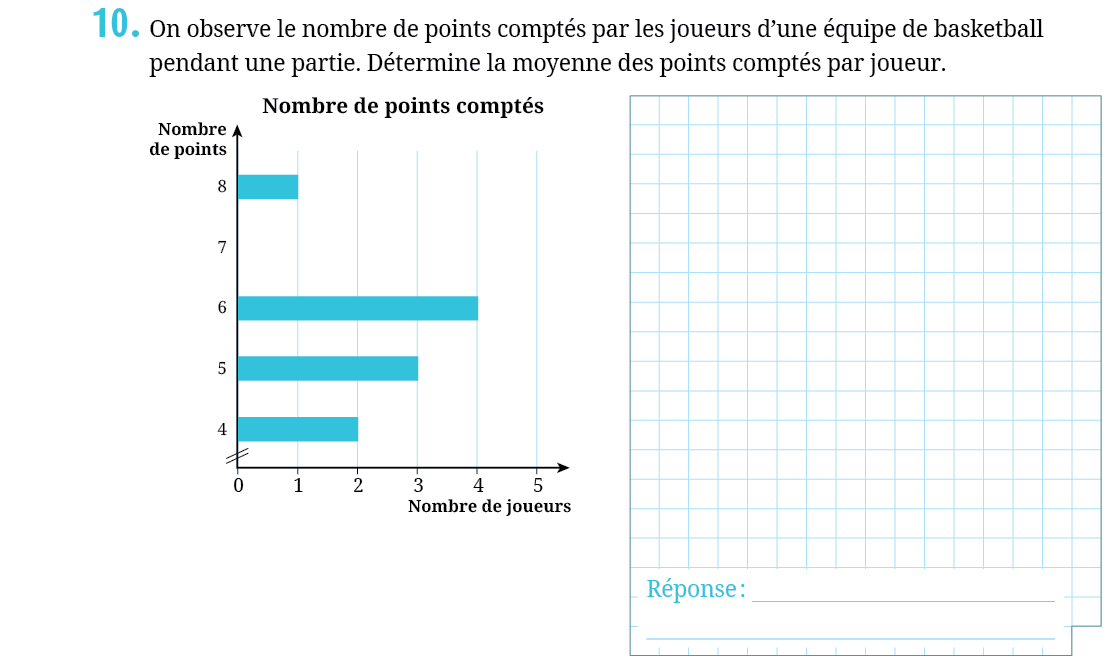 10. On observe le nombre de points comptés par les joueurs d’une équipe de basketball
pendant une partie. Détermine la moyenne des points comptés par joueur.
Nombre de points comptés
Nombre
de points
8
7
6
5
4
0 1 2 3 4 5
Nombre de joueurs
Réponse :